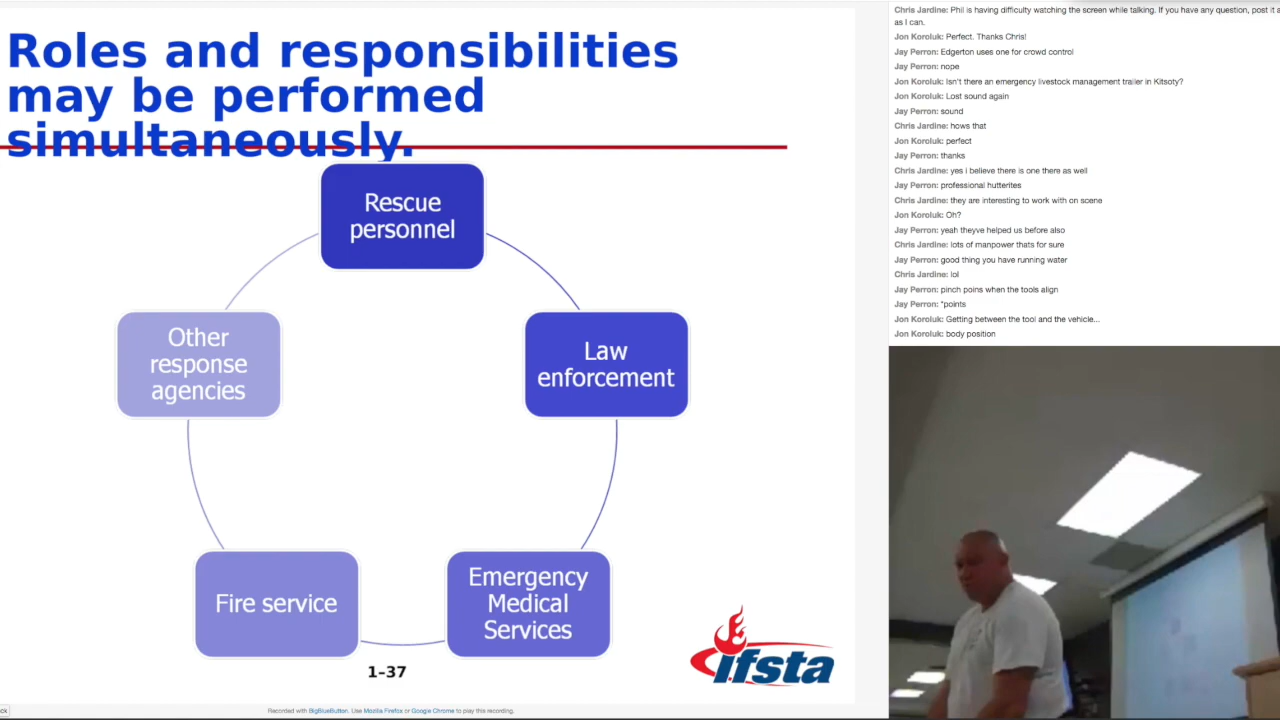 Roles and responsibilities
may be performed
simultaneously.
Rescue
personnel
Law
enforcement
Emergency
Medical
Services
Fire service
Other
response
agencies
1-37
ifsta
Chris Jardine: Phil is having difficulty watching the screen while talking. If you have any question, post it a
as I can.
Jon Koroluk: Perfect. Thanks Chris!
Jay Perron: Edgerton uses one for crowd control
Jay Perron: nope
Jon Koroluk: Isn't there an emergency livestock management trailer in Kitsoty?
Jon Koroluk: Lost sound again
Jay Perron: sound
Chris Jardine: hows that
Jon Koroluk: perfect
Jay Perron: thanks
Chris Jardine: yes i believe there is one there as well
Jay Perron: professional hutterites
Chris Jardine: they are interesting to work with on scene
Jon Koroluk: Oh?
Jay Perron: yeah theyve helped us before also
Chris Jardine: lots of manpower thats for sure
Jay Perron: good thing you have running water
Chris Jardine: lol
Jay Perron: pinch poins when the tools align
Jay Perron: *points
Jon Koroluk: Getting between the tool and the vehicle...
Jon Koroluk: body position
ck
Recorded with BigBlueButton. Use Mozilla Firefox or Google Chrome to play this recording.